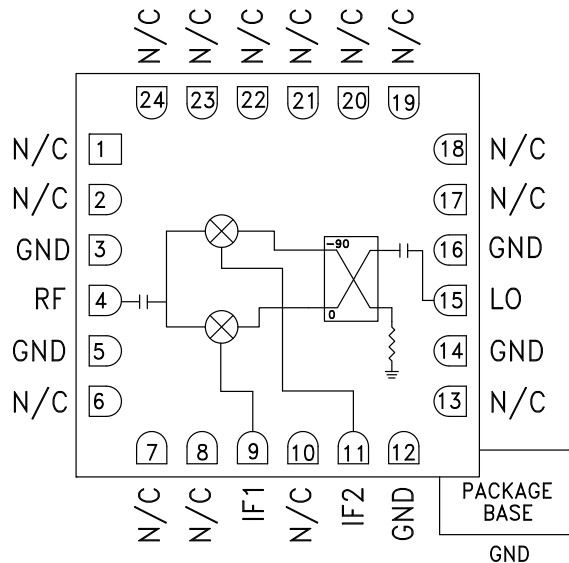 N/C N/C N/C N/C N/C N/C
24 23 22 21 20 19
N/C 1 18 N/C
N/C 2 17 N/C
GND 3 16 GND
-90
RF 4 15 LO
0
GND 5 14 GND
N/C 6 13 N/C
7 8 9 10 11 12
N/C N/C IF1 N/C IF2 GND
PACKAGE
BASE
GND